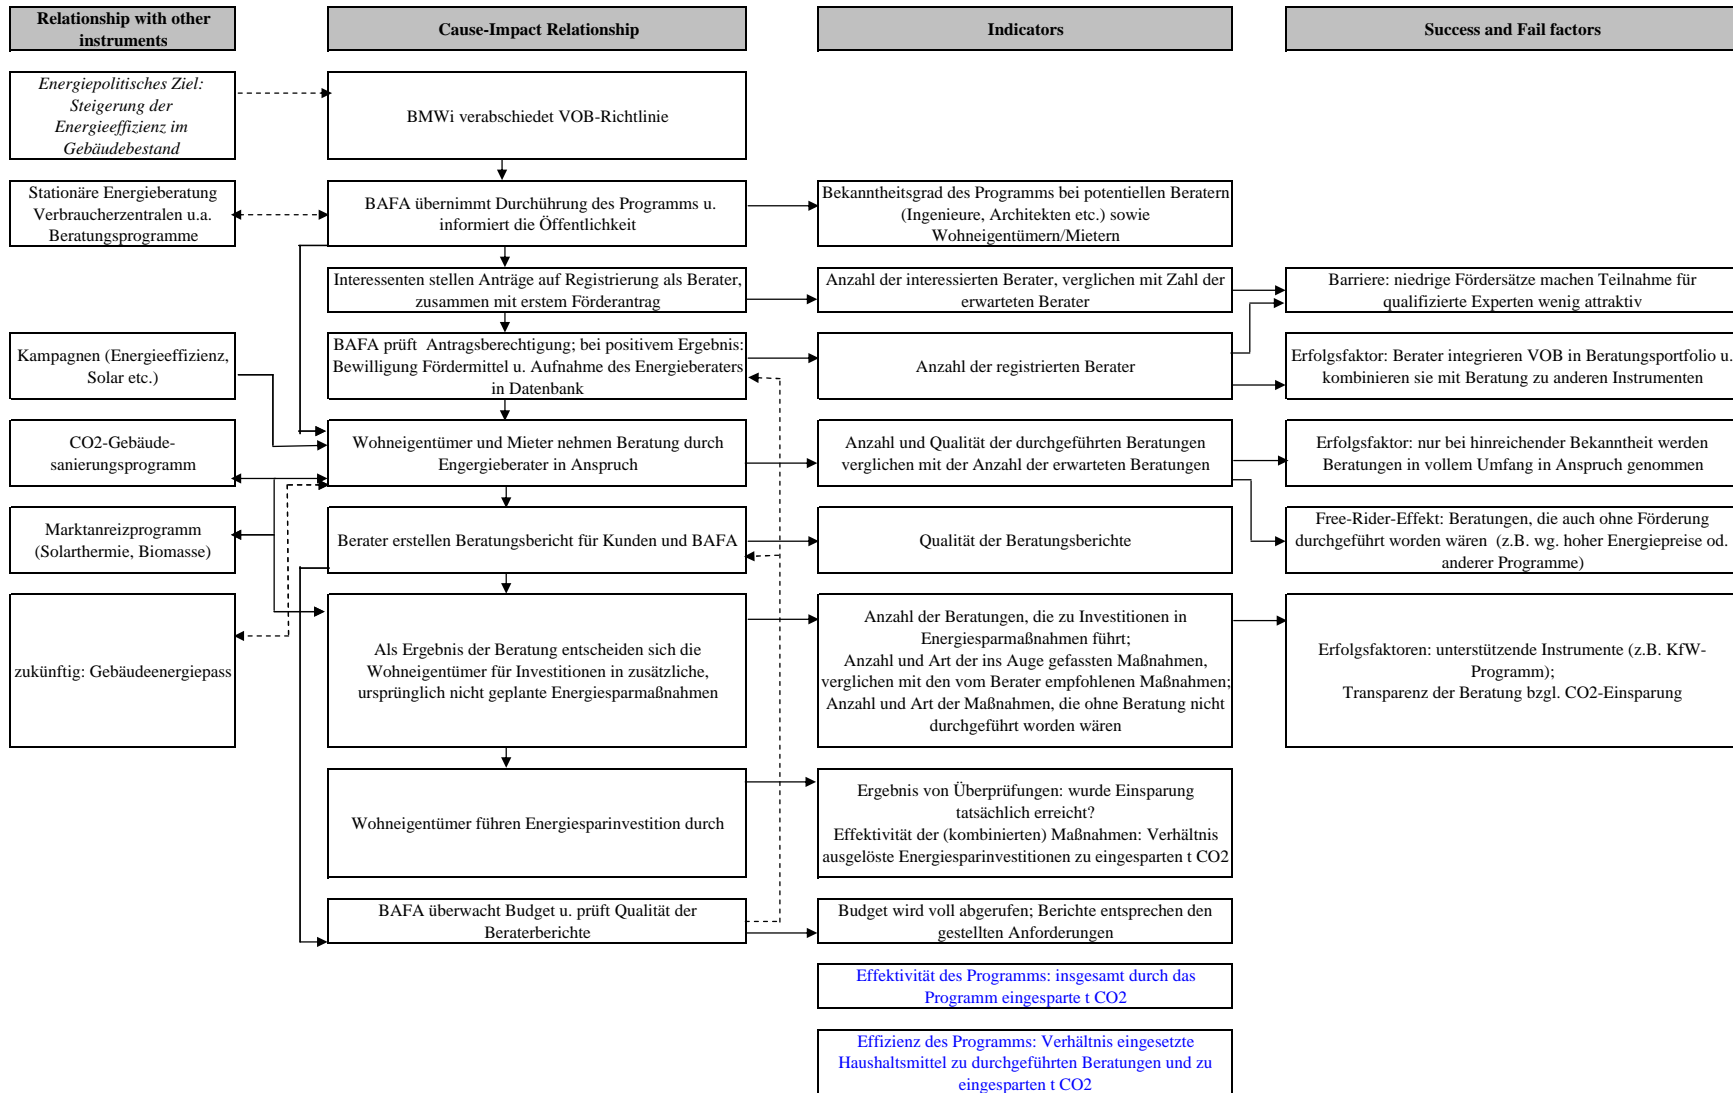 Relationship with other
instruments
Cause-Impact Relationship
Indicators
Success and Fail factors
Energiepolitisches Ziel:
Steigerung der
Energieeffizienz im
Gebäudebestand
BMWi verabschiedet VOB-Richtlinie
Stationäre Energieberatung
Verbraucherzentralen u.a.
Beratungsprogramme
BAFA übernimmt Durchührung des Programms u.
informiert die Öffentlichkeit
Bekanntheitsgrad des Programms bei potentiellen Beratern
(Ingenieure, Architekten etc.) sowie
Wohneigentümern/Mietern
Interessenten stellen Anträge auf Registrierung als Berater,
zusammen mit erstem Förderantrag
Anzahl der interessierten Berater, verglichen mit Zahl der
erwarteten Berater
Barriere: niedrige Fördersätze machen Teilnahme für
qualifizierte Experten wenig attraktiv
Kampagnen (Energieeffizienz,
Solar etc.)
BAFA prüft Antragsberechtigung; bei positivem Ergebnis:
Bewilligung Fördermittel u. Aufnahme des Energieberaters
in Datenbank
Anzahl der registrierten Berater
Erfolgsfaktor: Berater integrieren VOB in Beratungsportfolio u.
kombinieren sie mit Beratung zu anderen Instrumenten
CO2-Gebäude-
sanierungsprogramm
Wohneigentümer und Mieter nehmen Beratung durch
Engergieberater in Anspruch
Anzahl und Qualität der durchgeführten Beratungen
verglichen mit der Anzahl der erwarteten Beratungen
Erfolgsfaktor: nur bei hinreichender Bekanntheit werden
Beratungen in vollem Umfang in Anspruch genommen
Marktanreizprogramm
(Solarthermie, Biomasse)
Berater erstellen Beratungsbericht für Kunden und BAFA
Qualität der Beratungsberichte
Free-Rider-Effekt: Beratungen, die auch ohne Förderung
durchgeführt worden wären (z.B. wg. hoher Energiepreise od.
anderer Programme)
zukünftig: Gebäudeenergiepass
Als Ergebnis der Beratung entscheiden sich die
Wohneigentümer für Investitionen in zusätzliche,
ursprünglich nicht geplante Energiesparmaßnahmen
Anzahl der Beratungen, die zu Investitionen in
Energiesparmaßnahmen führt;
Anzahl und Art der ins Auge gefassten Maßnahmen,
verglichen mit den vom Berater empfohlenen Maßnahmen;
Anzahl und Art der Maßnahmen, die ohne Beratung nicht
durchgeführt worden wären
Erfolgsfaktoren: unterstützende Instrumente (z.B. KfW-
Programm);
Transparenz der Beratung bzgl. CO2-Einsparung
Wohneigentümer führen Energiesparinvestition durch
Ergebnis von Überprüfungen: wurde Einsparung
tatsächlich erreicht?
Effektivität der (kombinierten) Maßnahmen: Verhältnis
ausgelöste Energiesparinvestitionen zu eingesparten t CO2
BAFA überwacht Budget u. prüft Qualität der
Beraterberichte
Budget wird voll abgerufen; Berichte entsprechen den
gestellten Anforderungen
Effektivität des Programms: insgesamt durch das
Programm eingesparte t CO2
Effizienz des Programms: Verhältnis eingesetzte
Haushaltsmittel zu durchgeführten Beratungen und zu
eingesparten t CO2